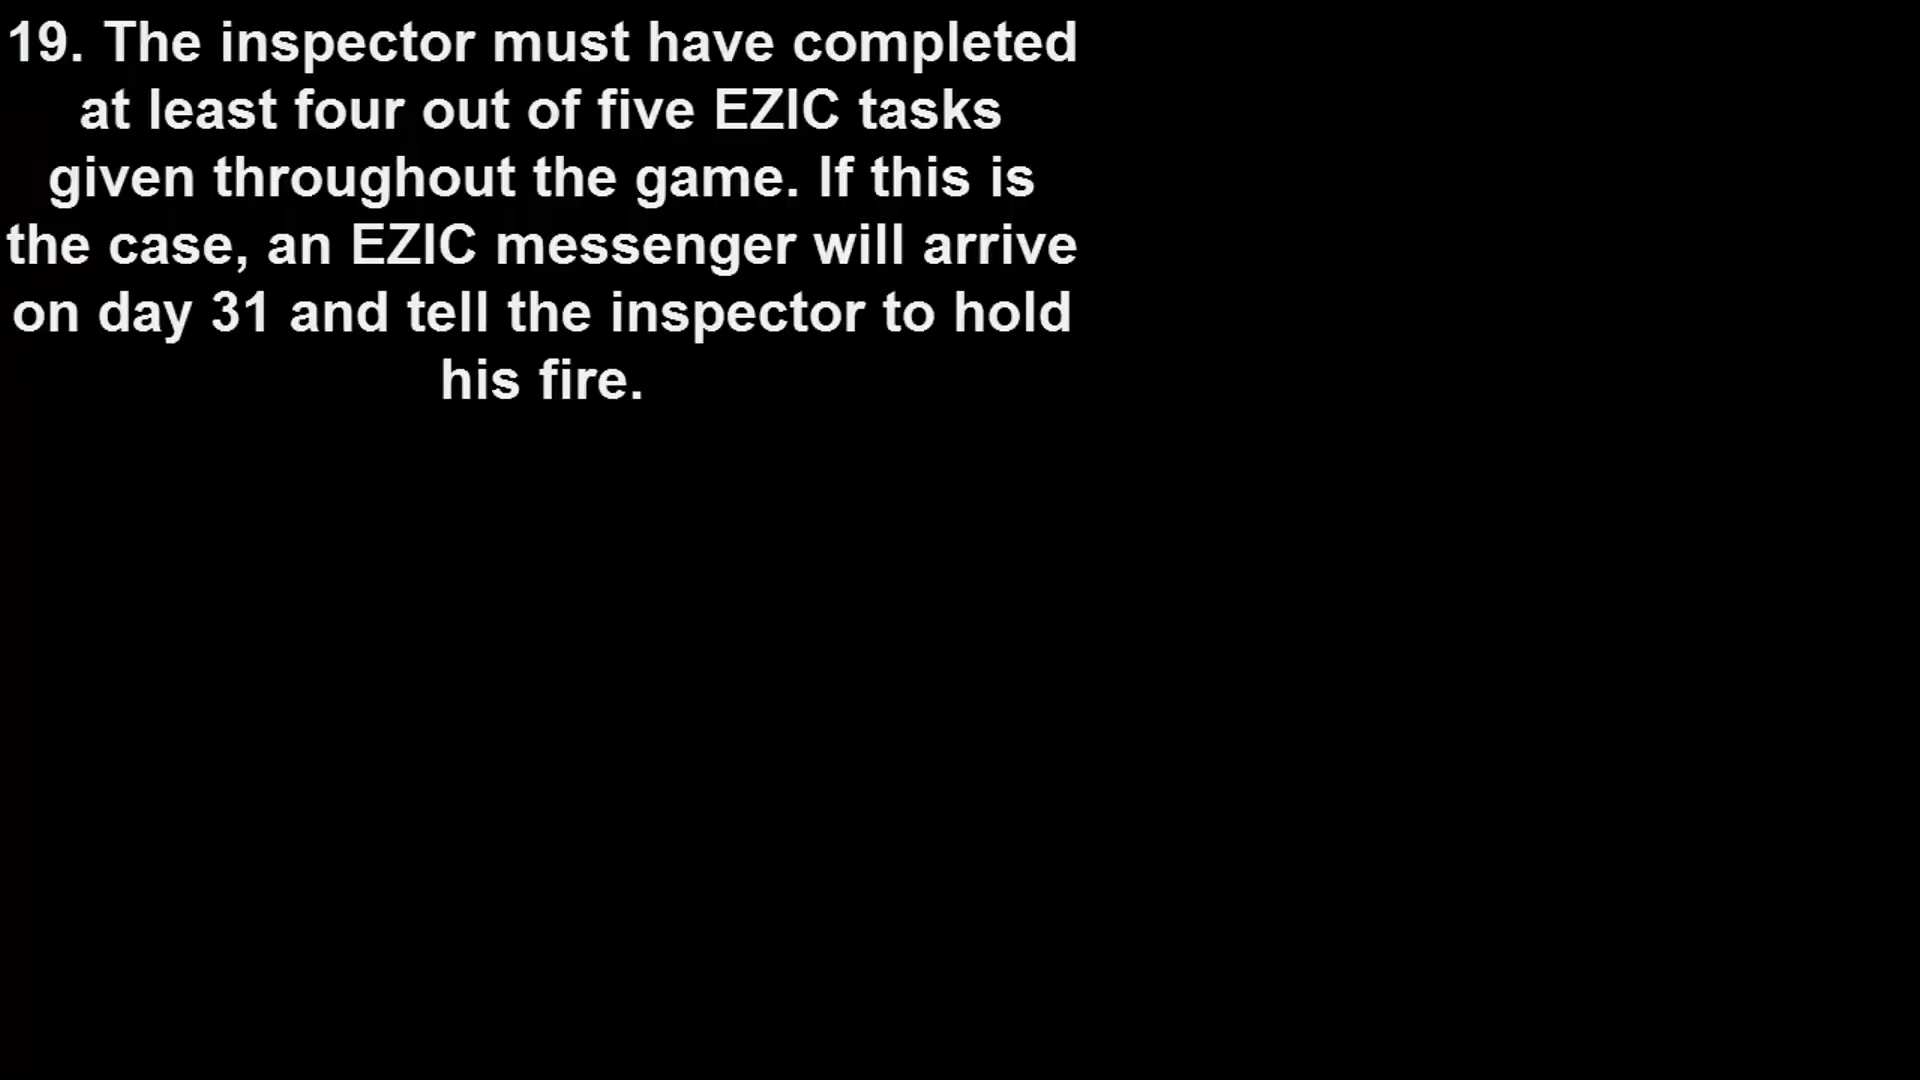 19. The inspector must have completed
at least four out of five EZIC tasks
given throughout the game. If this is
the case, an EZIC messenger will arrive
on day 31 and tell the inspector to hold
his fire.